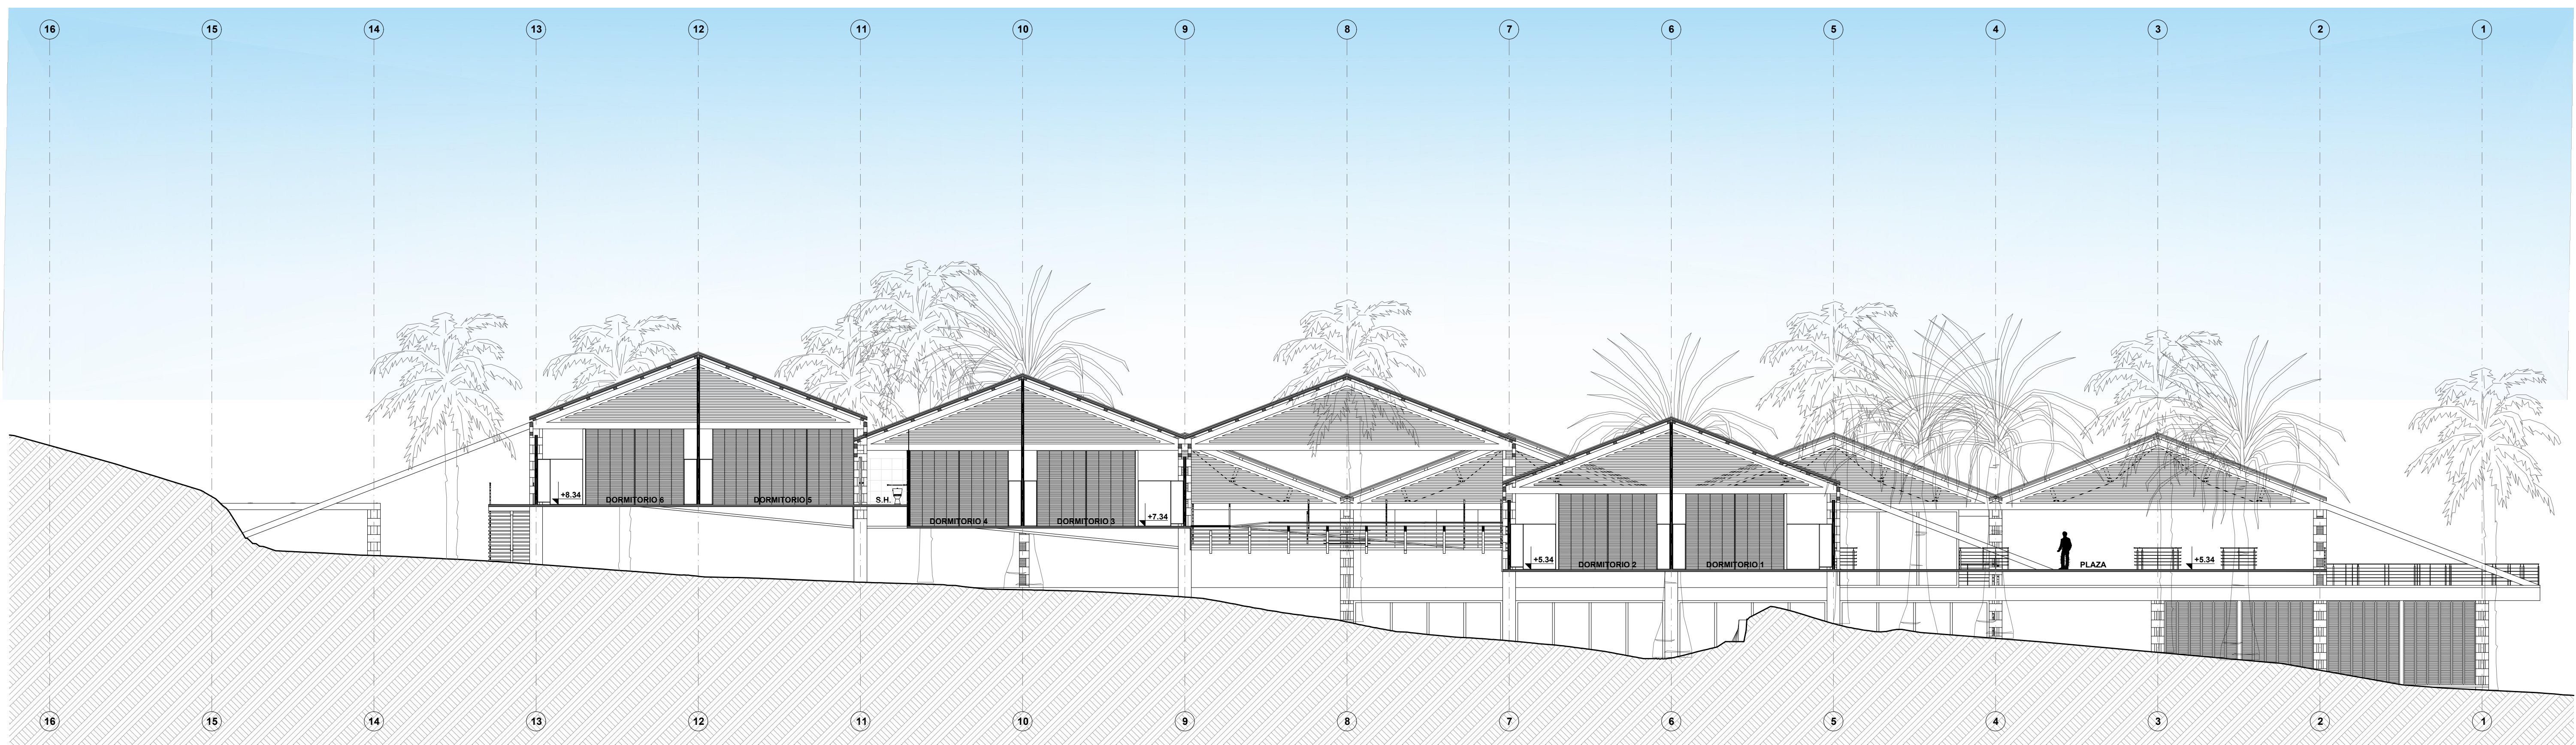 16 15 14 13 12 11 10 9 8 7 6 5 4 3 2 1
+8.34 DORMITORIO 6 DORMITORIO 5 S.H.
DORMITORIO 4 DORMITORIO 3 +7.34
+5.34 DORMITORIO 2 DORMITORIO 1 PLAZA +5.34
16 15 14 13 12 11 10 9 8 7 6 5 4 3 2 1